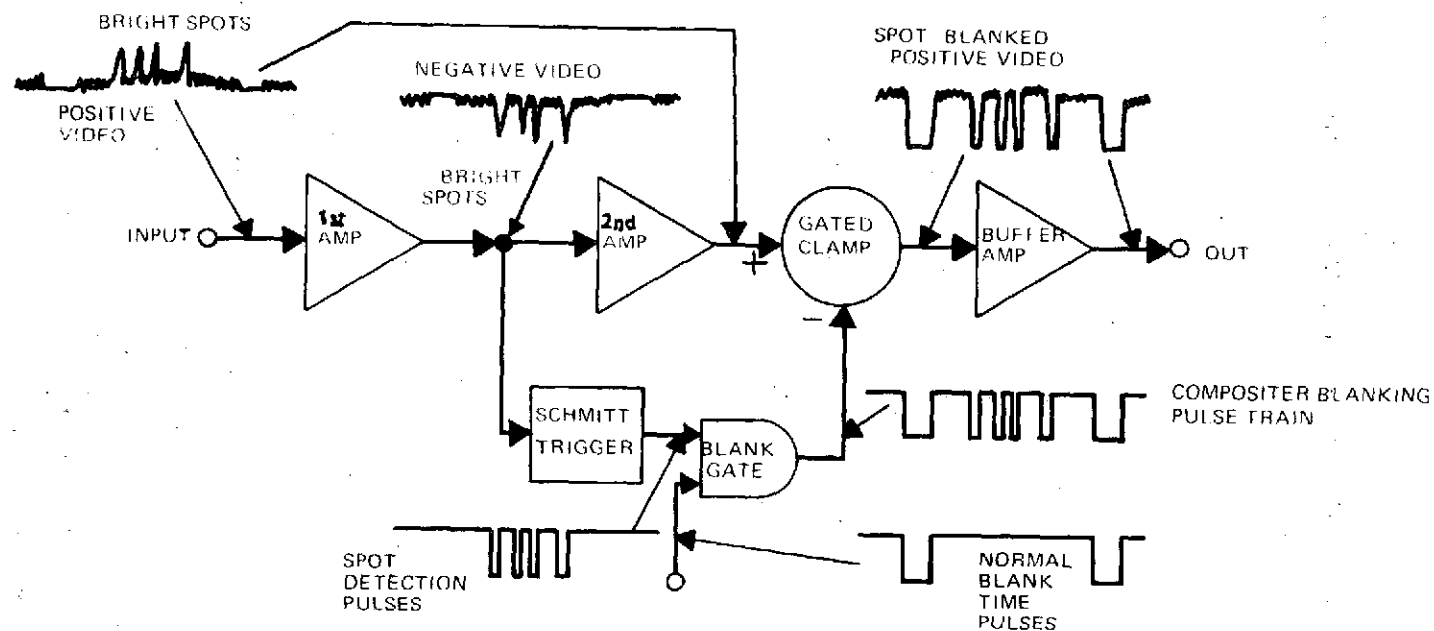 BRIGHT SPOTS
POSITIVE
VIDEO
NEGATIVE VIDEO
BRIGHT
SPOTS
SPOT BLANKED
POSITIVE VIDEO
INPUT
1st
AMP
2nd
AMP
+
GATED
CLAMP
−
BUFFER
AMP
OUT
SCHMITT
TRIGGER
BLANK
GATE
COMPOSITER BLANKING
PULSE TRAIN
SPOT
DETECTION
PULSES
NORMAL
BLANK
TIME
PULSES